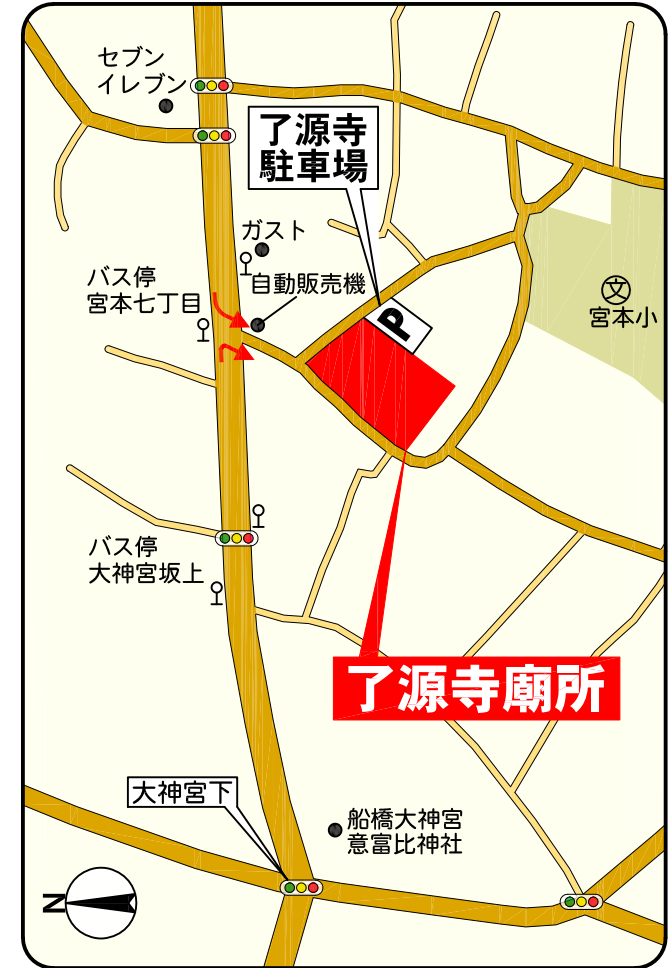 セブン
イレブン
了源寺
駐車場
ガスト
自動販売機
バス停
宮本七丁目
P
文
宮本小
バス停
大神宮坂上
了源寺廟所
大神宮下
船橋大神宮
意富比神社
N